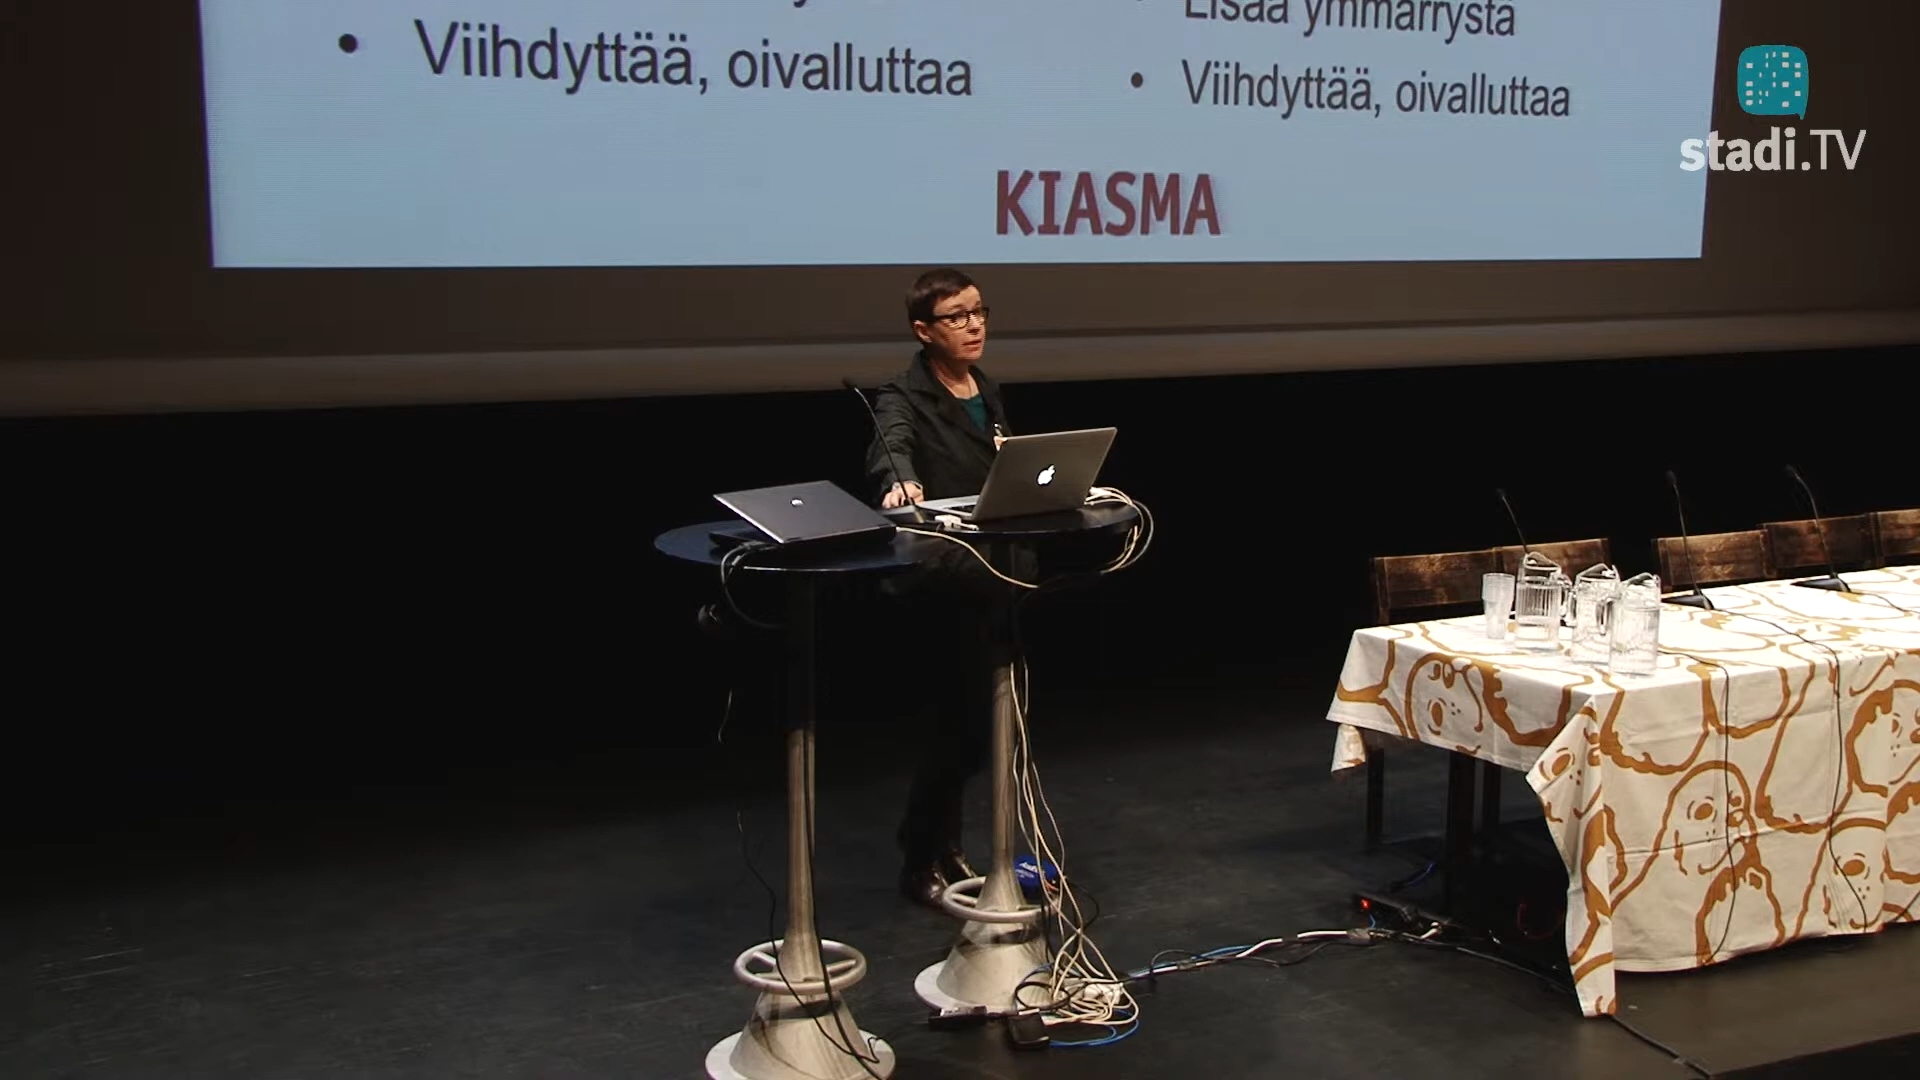 • Viihdyttää, oivalluttaa
Lisää ymmärrystä
• Viihdyttää, oivalluttaa
KIASMA
stadi.TV